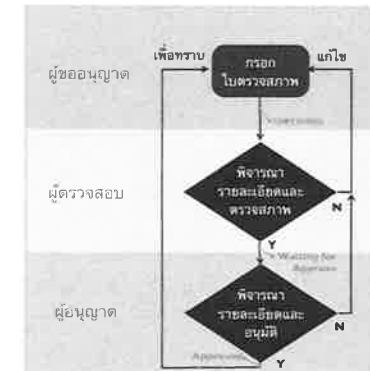 เพื่อทราบ
แก้ไข
กรอก
ใบตรวจสภาพ
ผู้ขออนุญาต
ผู้ตรวจสอบ
พิจารณา
รายละเอียดและ
ตรวจสภาพ
N
Y
Waiting for
Approve
ผู้อนุญาต
พิจารณา
รายละเอียดและ
อนุมัติ
N
Y